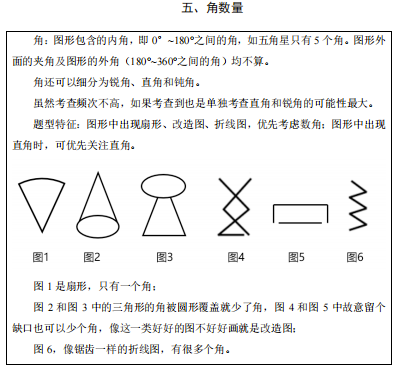 五、角数量
角：图形包含的内角，即 0°~180°之间的角，如五角星只有 5 个角。图形外
面的夹角及图形的外角（180°~360°之间的角）均不算。
角还可以细分为锐角、直角和钝角。
虽然考查频次不高，如果考查到也是单独考查直角和锐角的可能性最大。
题型特征：图形中出现扇形、改造图、折线图，优先考虑数角；图形中出现
直角时，可优先关注直角。
图1 图2 图3 图4 图5 图6
图 1 是扇形，只有一个角；
图 2 和图 3 中的三角形的角被圆形覆盖就少了角，图 4 和图 5 中故意留个
缺口也可以少个角，像这一类好好的图不好好画就是改造图；
图 6，像锯齿一样的折线图，有很多个角。